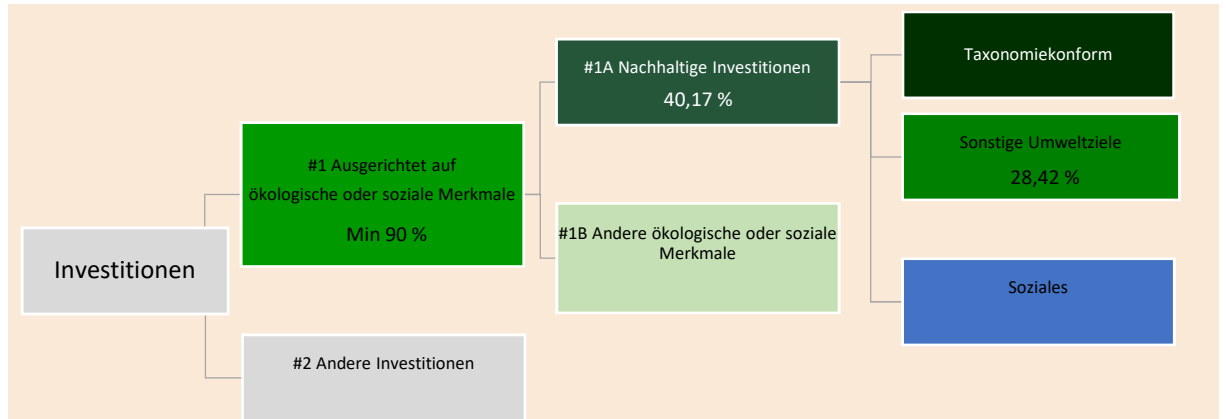 Investitionen
#1 Ausgerichtet auf
ökologische oder soziale Merkmale
Min 90 %
#2 Andere Investitionen
#1A Nachhaltige Investitionen
40,17 %
#1B Andere ökologische oder soziale
Merkmale
Taxonomiekonform
Sonstige Umweltziele
28,42 %
Soziales